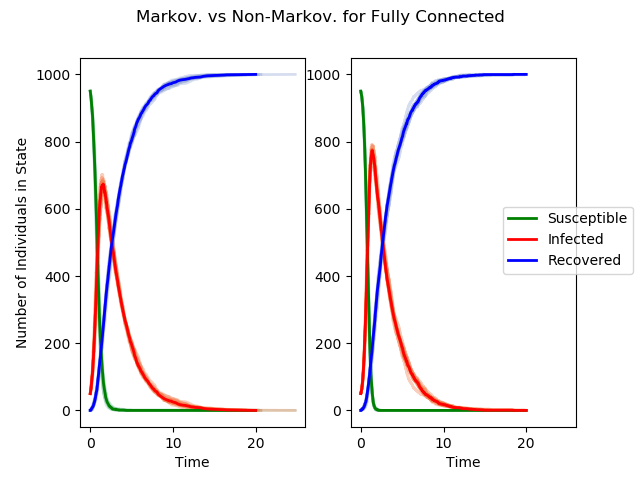 Markov. vs Non-Markov. for Fully Connected
Number of Individuals in State
1000
800
600
400
200
0
0 10 20
Time
1000
800
600
400
200
0
0 10 20
Time
Susceptible
Infected
Recovered